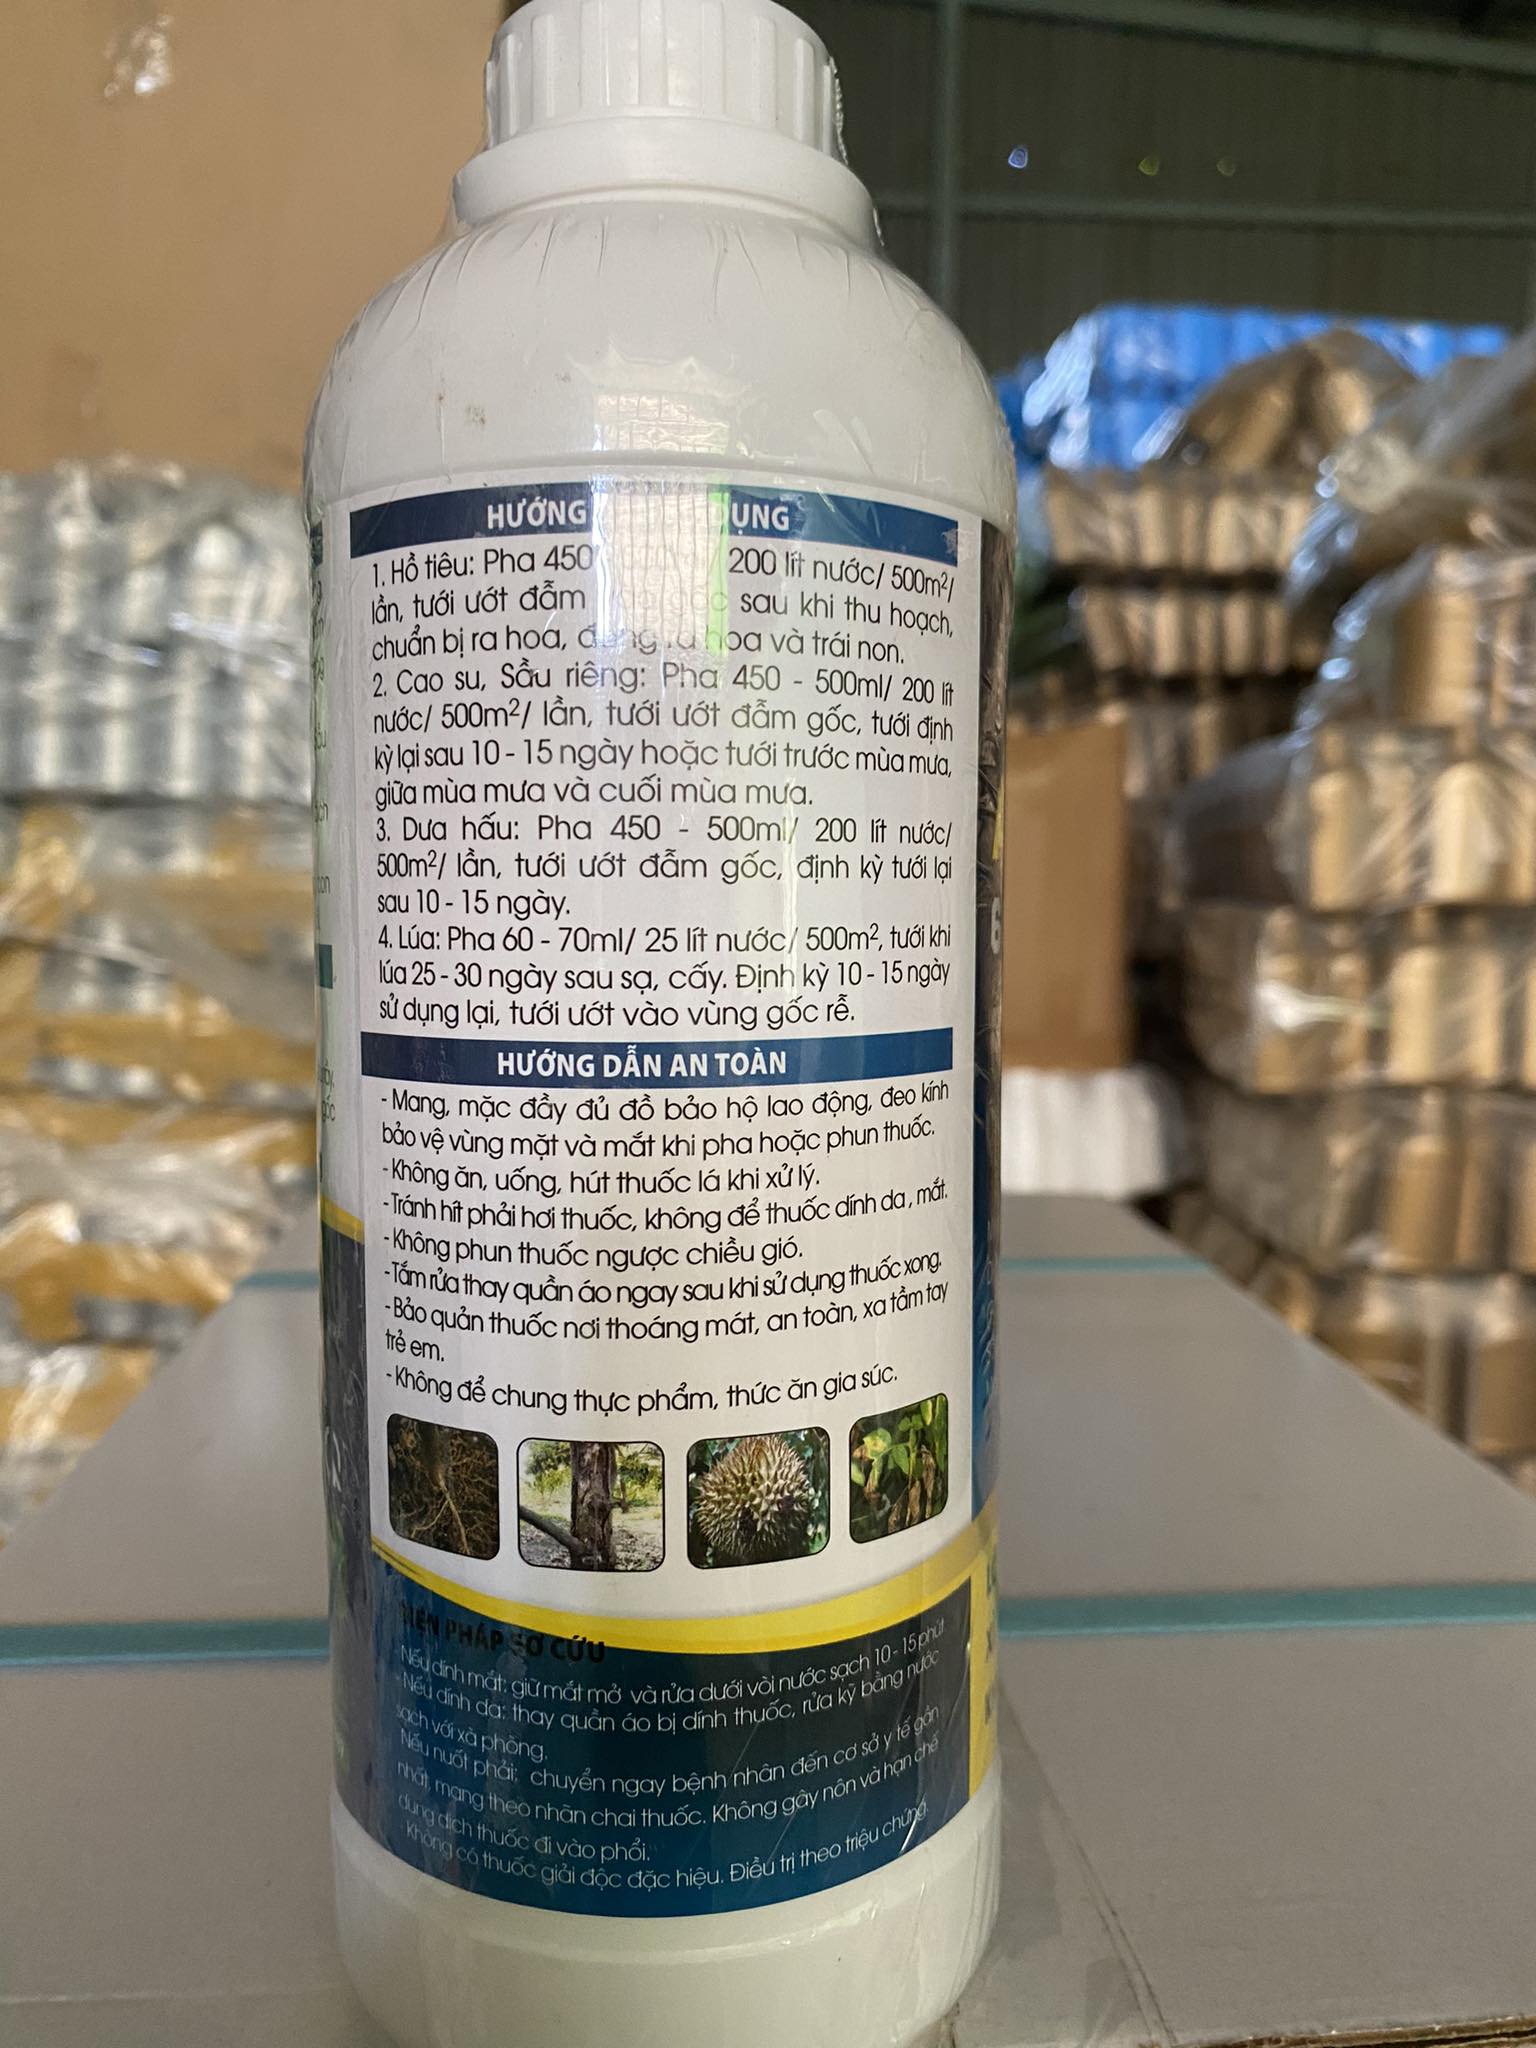 HƯỚNG DỤNG
1. Hồ tiêu: Pha 450 200 lít nước/ 500m²/
lần, tưới ướt đẫm gốc sau khi thu hoạch,
chuẩn bị ra hoa, đang ra hoa và trái non.
2. Cao su, Sầu riêng: Pha 450 - 500ml/ 200 lít
nước/ 500m²/ lần, tưới ướt đẫm gốc, tưới định
kỳ lại sau 10 - 15 ngày hoặc tưới trước mùa mưa,
giữa mùa mưa và cuối mùa mưa.
3. Dưa hấu: Pha 450 - 500ml/ 200 lít nước/
500m²/ lần, tưới ướt đẫm gốc, định kỳ tưới lại
sau 10 - 15 ngày.
4. Lúa: Pha 60 - 70ml/ 25 lít nước/ 500m², tưới khi
lúa 25 - 30 ngày sau sạ, cấy. Định kỳ 10 - 15 ngày
sử dụng lại, tưới ướt vào vùng gốc rễ.
HƯỚNG DẪN AN TOÀN
- Mang, mặc đầy đủ đồ bảo hộ lao động, đeo kính
bảo vệ vùng mặt và mắt khi pha hoặc phun thuốc.
- Không ăn, uống, hút thuốc lá khi xử lý.
- Tránh hít phải hơi thuốc, không để thuốc dính da, mắt.
- Không phun thuốc ngược chiều gió.
- Tắm rửa thay quần áo ngay sau khi sử dụng thuốc xong.
- Bảo quản thuốc nơi thoáng mát, an toàn, xa tầm tay
trẻ em.
- Không để chung thực phẩm, thức ăn gia súc.
BIỆN PHÁP SƠ CỨU
Nếu dính mắt: giữ mắt mở và rửa dưới vòi nước sạch 10 - 15 phút.
- Nếu dính da: thay quần áo bị dính thuốc, rửa kỹ bằng nước
sạch với xà phòng.
Nếu nuốt phải: chuyển ngay bệnh nhân đến cơ sở y tế gần
nhất, mang theo nhãn chai thuốc. Không gây nôn và hạn chế
dung dịch thuốc đi vào phổi.
Không có thuốc giải độc đặc hiệu. Điều trị theo triệu chứng.